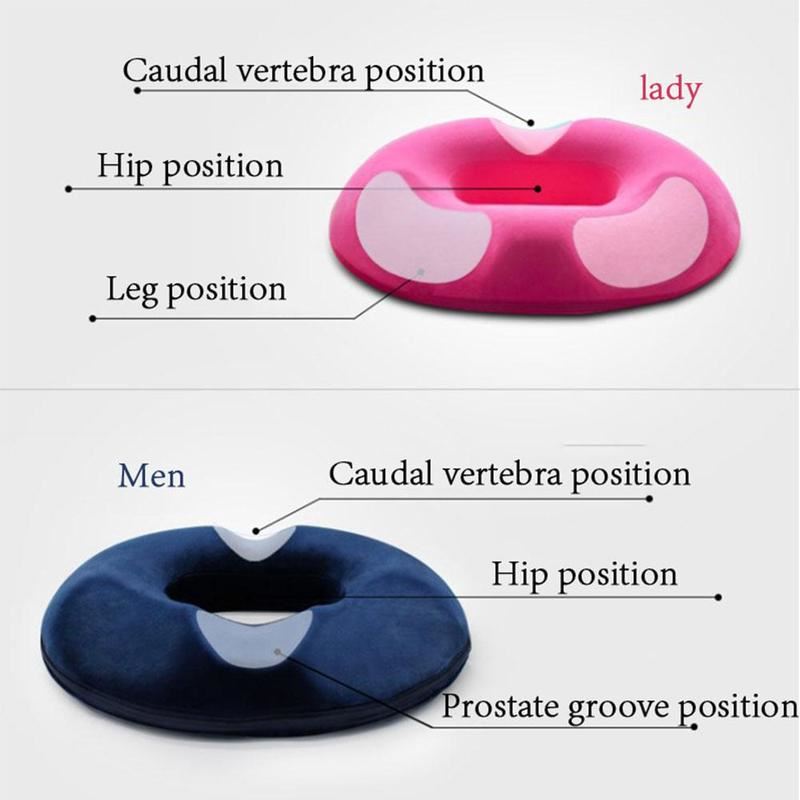 Caudal vertebra position
lady
Hip position
Leg position
Men
Caudal vertebra position
Hip position
Prostate groove position